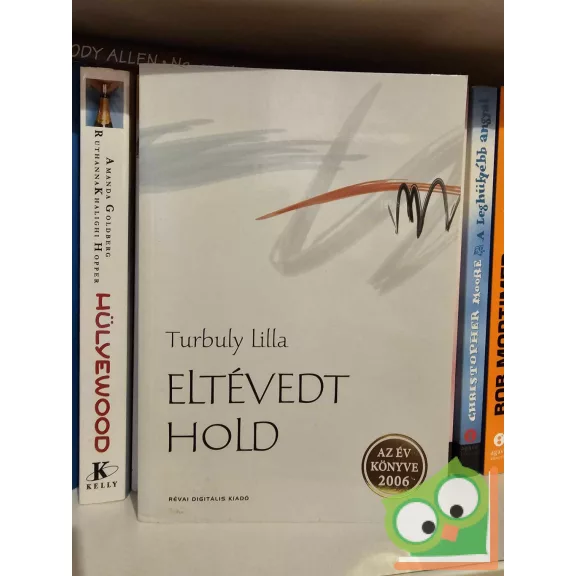 ODY ALLEN
AMANDA GOLDBERG
RUTHANNA KHALIGHI HOPPER
HÜLYEWOOD
K
KELLY
Turbuly Lilla
ELTÉVEDT
HOLD
AZ ÉV
KÖNYVE
2006
RÉVAI DIGITÁLIS KIADÓ
CHRISTOPHER MOORE
A Leghülyébb angyal
BOB MORTIMER